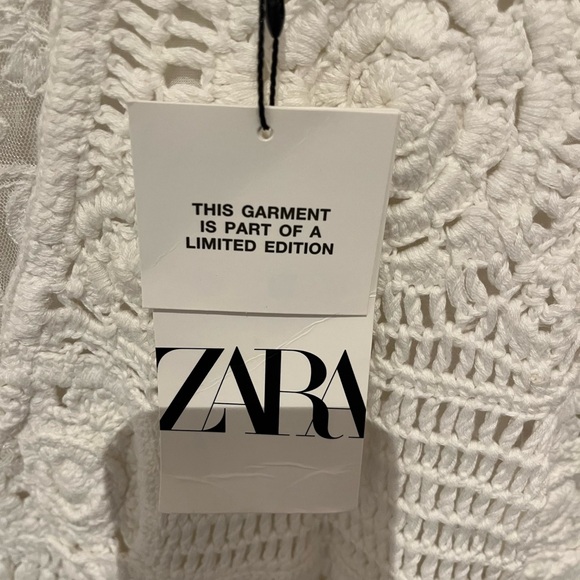 THIS GARMENT
IS PART OF A
LIMITED EDITION
ZARA